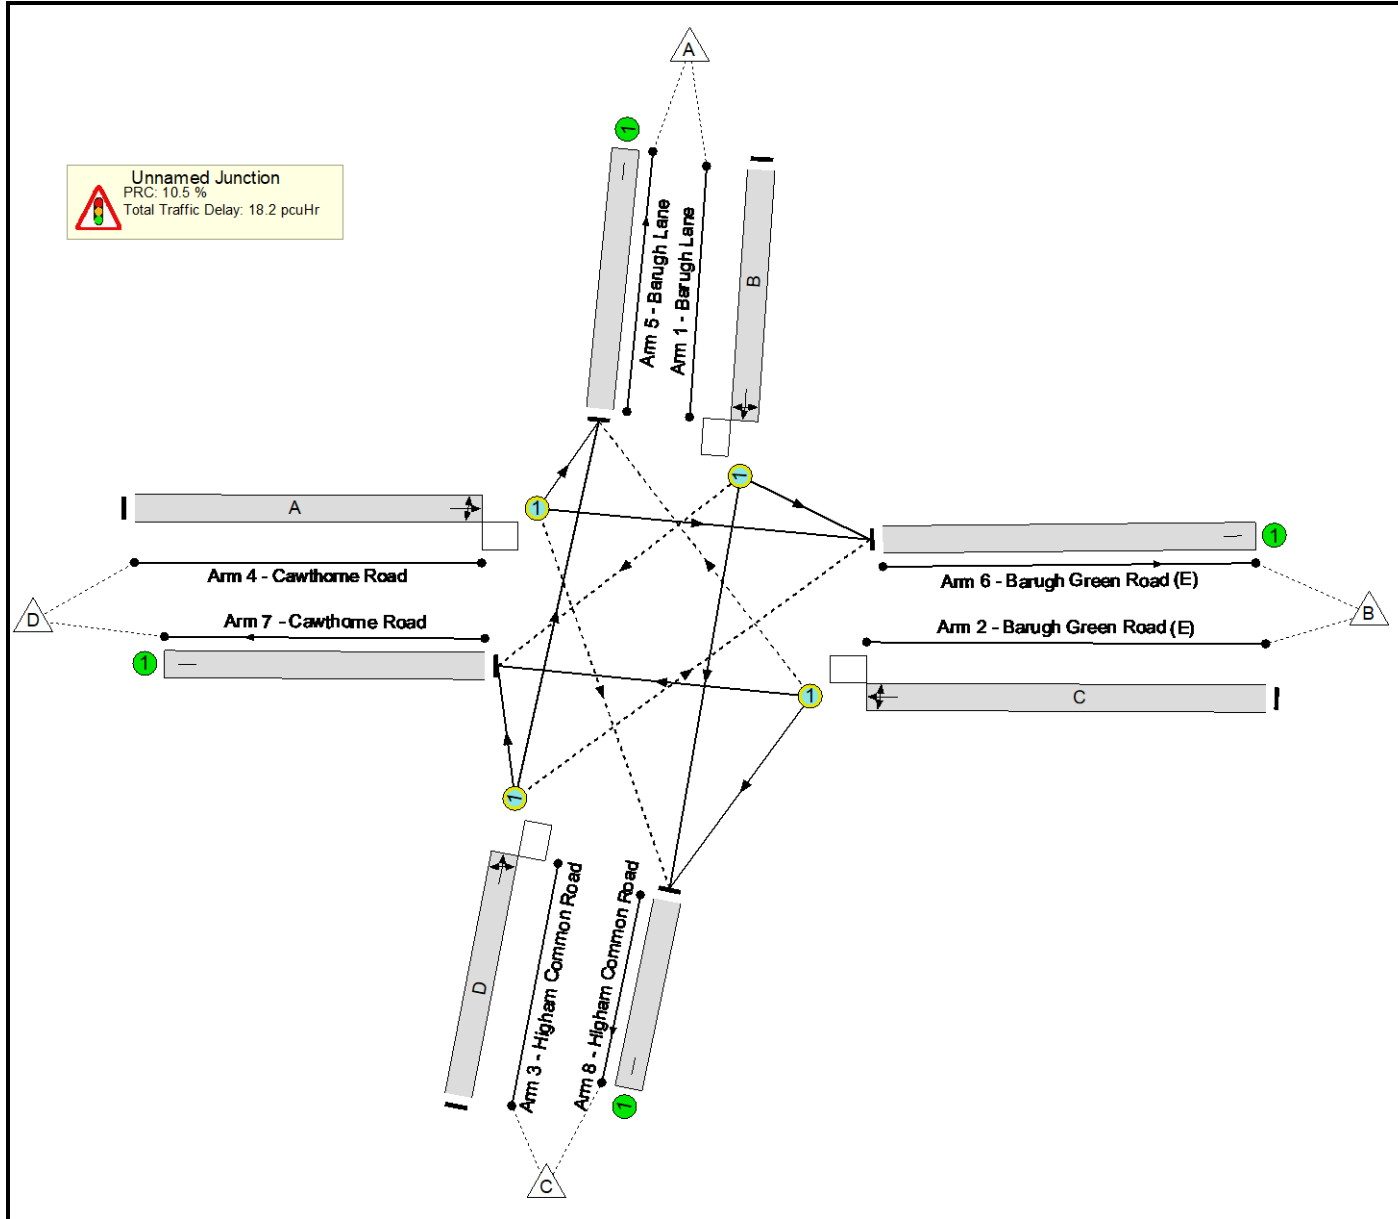 A
1
Unnamed Junction
PRC: 10.5 %
Total Traffic Delay: 18.2 pcuHr
Arm 5 - Barugh Lane
Arm 1 - Barugh Lane
B
1
A
1
1
Arm 4 - Cawthorne Road
Arm 6 - Barugh Green Road (E)
D
B
Arm 7 - Cawthorne Road
Arm 2 - Barugh Green Road (E)
1
1
C
1
D
Arm 3 - Higham Common Road
Arm 8 - Higham Common Road
1
C